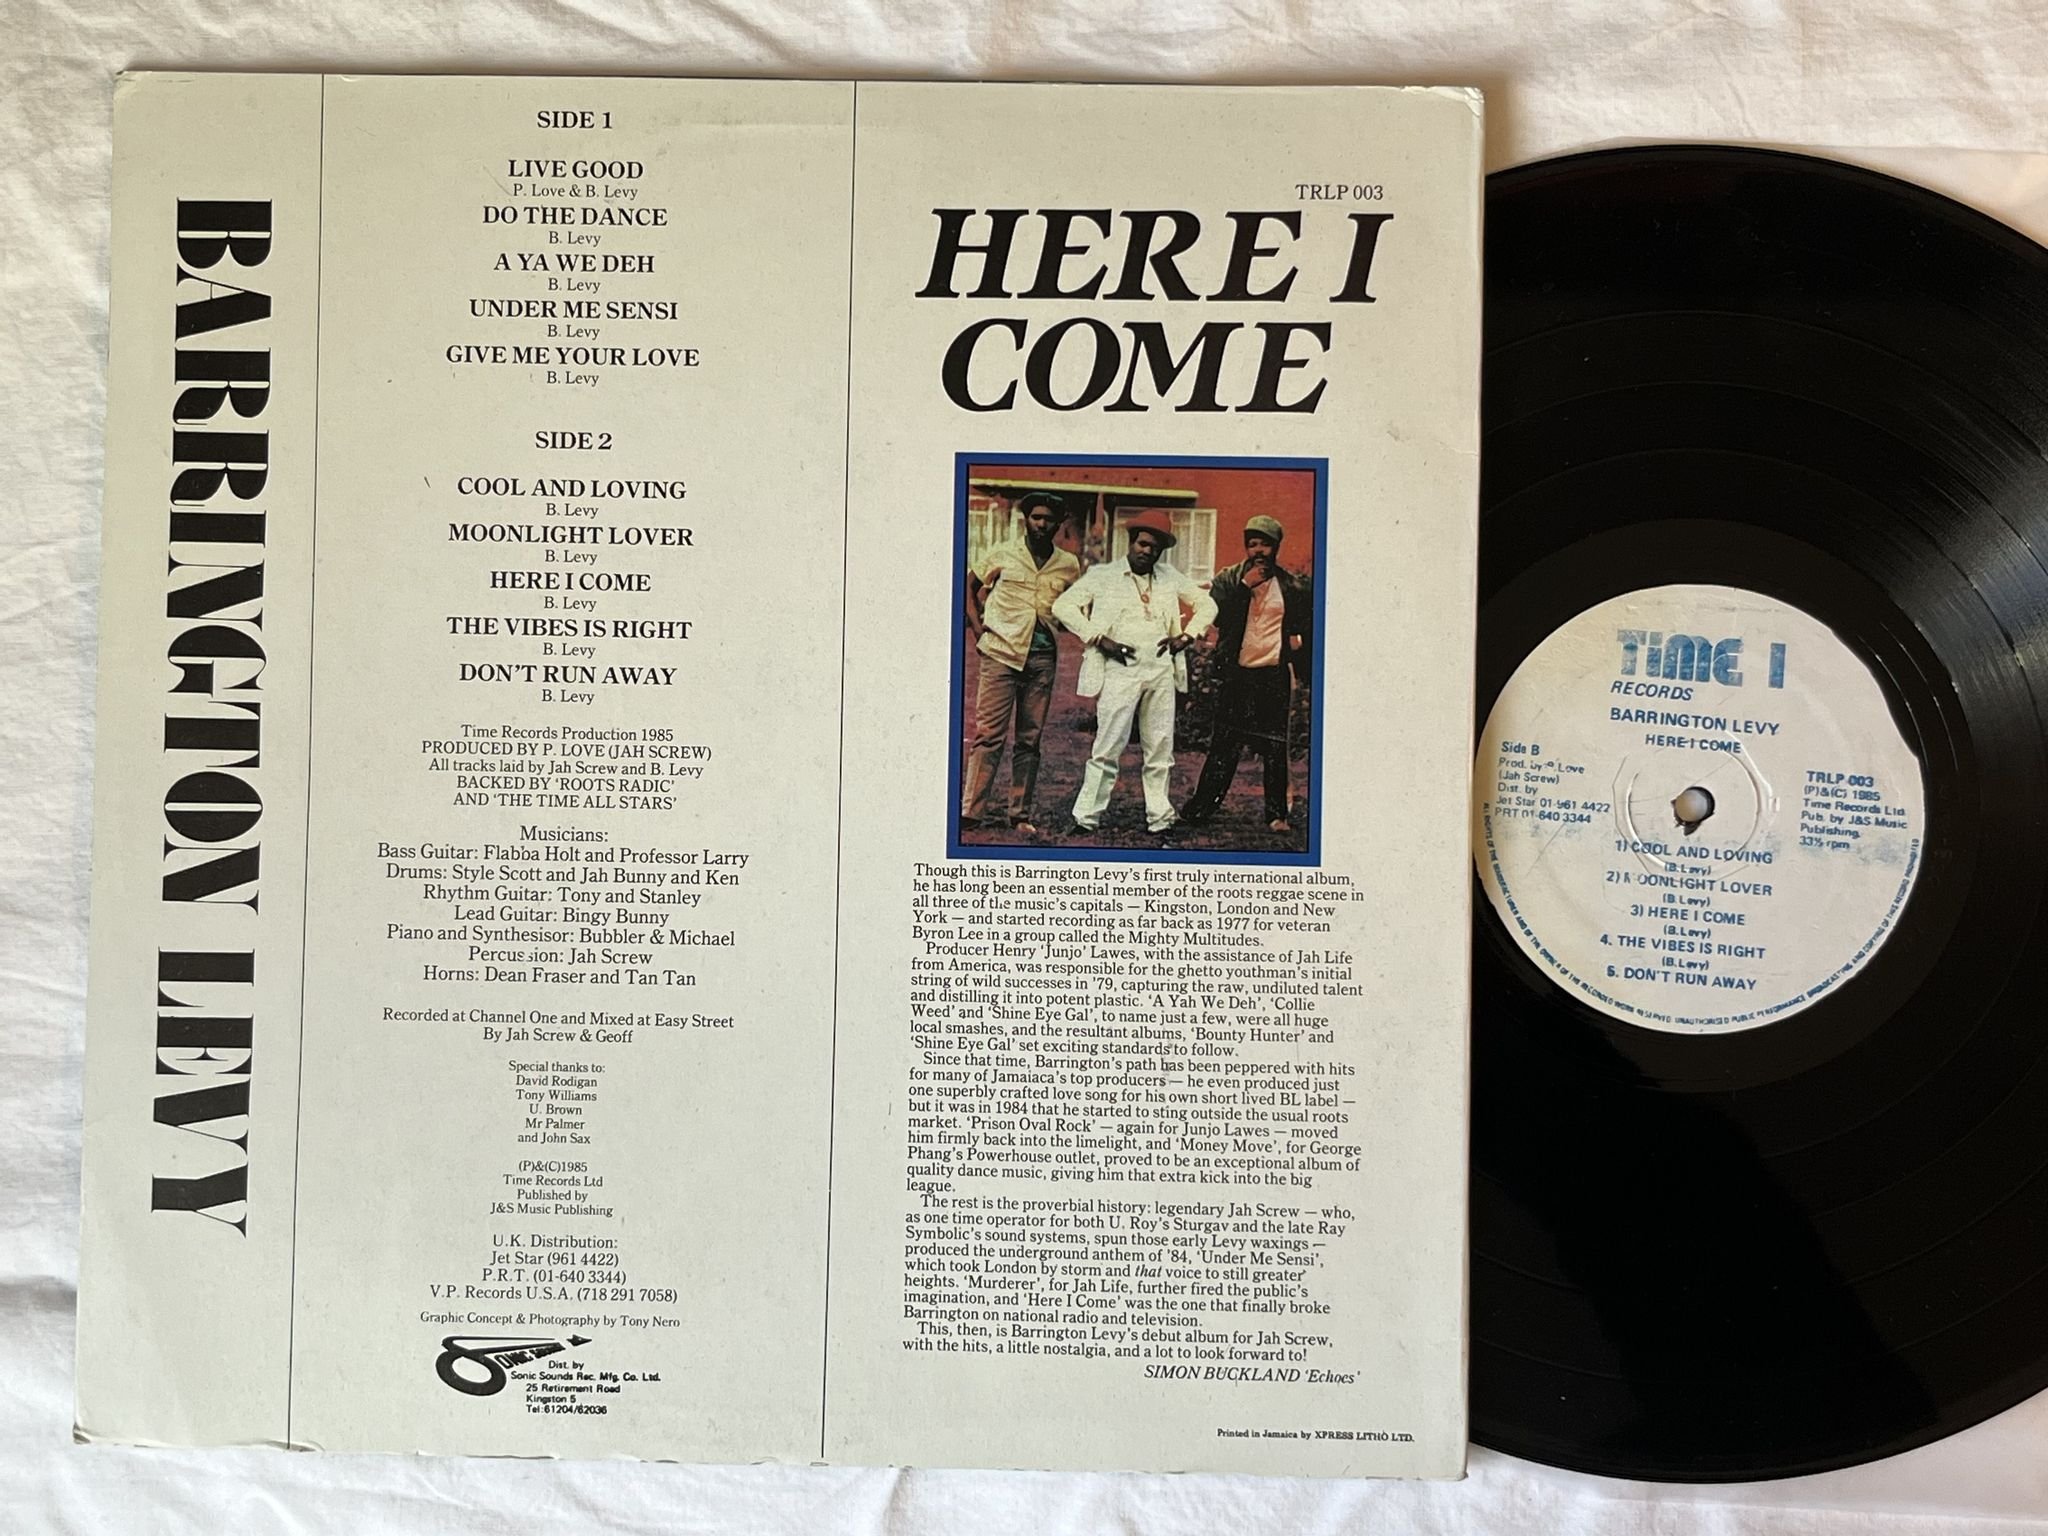 BARRINGTON LEVY
SIDE 1
LIVE GOOD
P. Love & B. Levy
DO THE DANCE
B. Levy
A YA WE DEH
B. Levy
UNDER ME SENSI
B. Levy
GIVE ME YOUR LOVE
B. Levy
SIDE 2
COOL AND LOVING
B. Levy
MOONLIGHT LOVER
B. Levy
HERE I COME
B. Levy
THE VIBES IS RIGHT
B. Levy
DON'T RUN AWAY
B. Levy
Time Records Production 1985
PRODUCED BY P. LOVE (JAH SCREW)
All tracks laid by Jah Screw and B. Levy
BACKED BY 'ROOTS RADIC'
AND 'THE TIME ALL STARS'
Musicians:
Bass Guitar: Flabba Holt and Professor Larry
Drums: Style Scott and Jah Bunny and Ken
Rhythm Guitar: Tony and Stanley
Lead Guitar: Bingy Bunny
Piano and Synthesisor: Bubbler & Michael
Percussion: Jah Screw
Horns: Dean Fraser and Tan Tan
Recorded at Channel One and Mixed at Easy Street
By Jah Screw & Geoff
Special thanks to:
David Rodigan
Tony Williams
U. Brown
Mr Palmer
and John Sax
(P)&(C)1985
Time Records Ltd
Published by
J&S Music Publishing
U.K. Distribution:
Jet Star (961 4422)
P.R.T. (01-640 3344)
V.P. Records U.S.A. (718 291 7058)
Graphic Concept & Photography by Tony Nero
Dist. by
Sonic Sounds Rec. Mfg. Co. Ltd.
25 Retirement Road
Kingston 5
Tel:61204/62036
TRLP 003
HERE I
COME
Though this is Barrington Levy's first truly international album,
he has long been an essential member of the roots reggae scene in
all three of the music's capitals — Kingston, London and New
York — and started recording as far back as 1977 for veteran
Byron Lee in a group called the Mighty Multitudes.
Producer Henry 'Junjo' Lawes, with the assistance of Jah Life
from America, was responsible for the ghetto youthman's initial
string of wild successes in '79, capturing the raw, undiluted talent
and distilling it into potent plastic. 'A Yah We Deh', 'Collie
Weed' and 'Shine Eye Gal', to name just a few, were all huge
local smashes, and the resultant albums, 'Bounty Hunter' and
'Shine Eye Gal' set exciting standards to follow.
Since that time, Barrington's path has been peppered with hits
for many of Jamaiaca's top producers — he even produced just
one superbly crafted love song for his own short lived BL label —
but it was in 1984 that he started to sting outside the usual roots
market. 'Prison Oval Rock' — again for Junjo Lawes — moved
him firmly back into the limelight, and 'Money Move', for George
Phang's Powerhouse outlet, proved to be an exceptional album of
quality dance music, giving him that extra kick into the big
league.
The rest is the proverbial history: legendary Jah Screw — who,
as one time operator for both U. Roy's Sturgav and the late Ray
Symbolic's sound systems, spun those early Levy waxings —
produced the underground anthem of '84, 'Under Me Sensi',
which took London by storm and that voice to still greater
heights. 'Murderer', for Jah Life, further fired the public's
imagination, and 'Here I Come' was the one that finally broke
Barrington on national radio and television.
This, then, is Barrington Levy's debut album for Jah Screw,
with the hits, a little nostalgia, and a lot to look forward to!
SIMON BUCKLAND 'Echoes'
Printed in Jamaica by XPRESS LITHO LTD.
TIME 1
RECORDS
BARRINGTON LEVY
HERE I COME
Side B
Prod. by P. Love
(Jah Screw)
Dist. by
Jet Star 01-961 4422
PRT 01-640 3344
TRLP 003
(P)&(C) 1985
Time Records Ltd.
Pub. by J&S Music
Publishing
33⅓ rpm
1) COOL AND LOVING
(B. Levy)
2) MOONLIGHT LOVER
(B. Levy)
3) HERE I COME
(B. Levy)
4. THE VIBES IS RIGHT
(B. Levy)
5. DON'T RUN AWAY